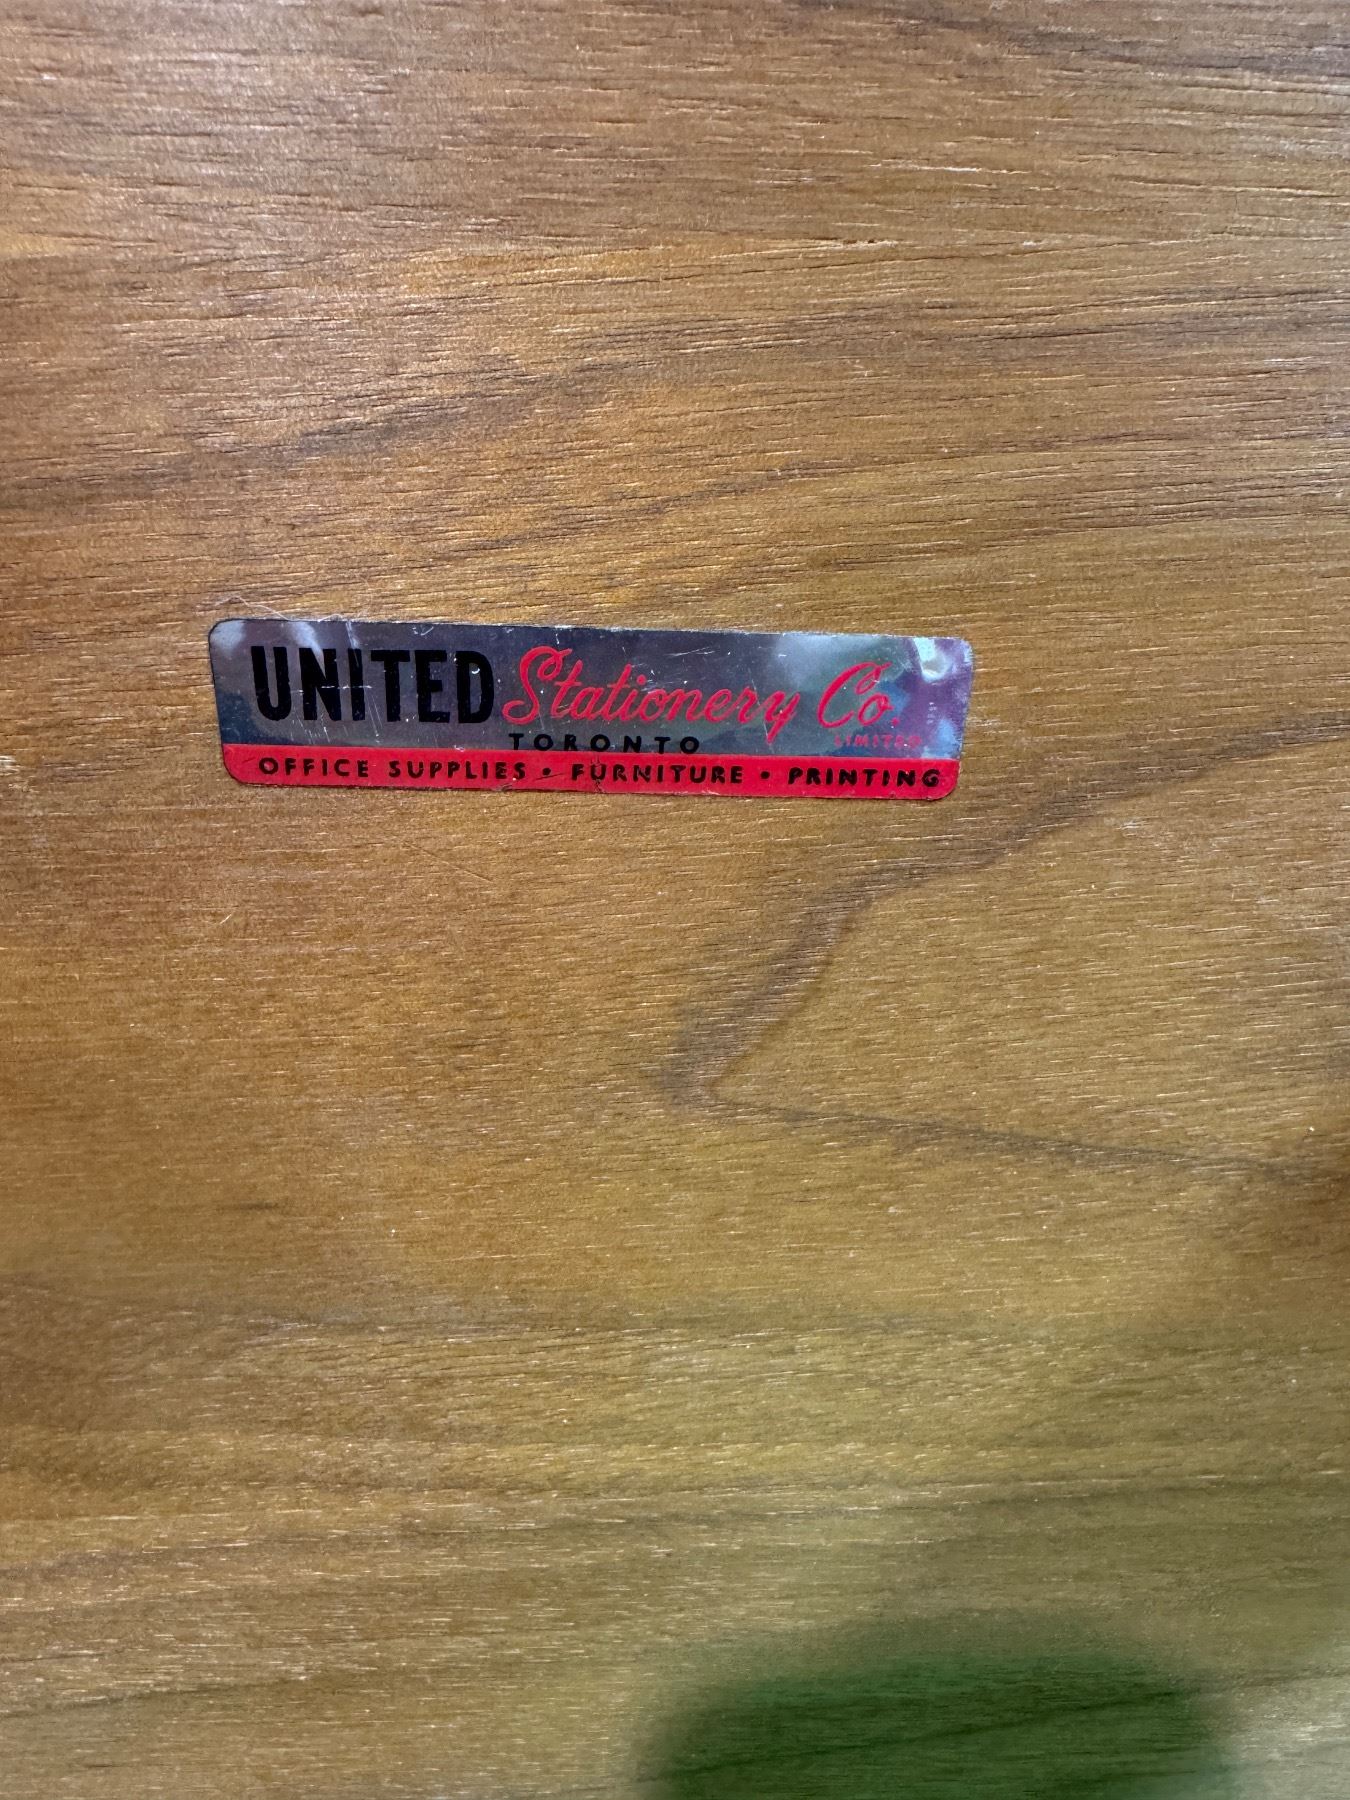 UNITED Stationery Co.
TORONTO LIMITED
OFFICE SUPPLIES • FURNITURE • PRINTING